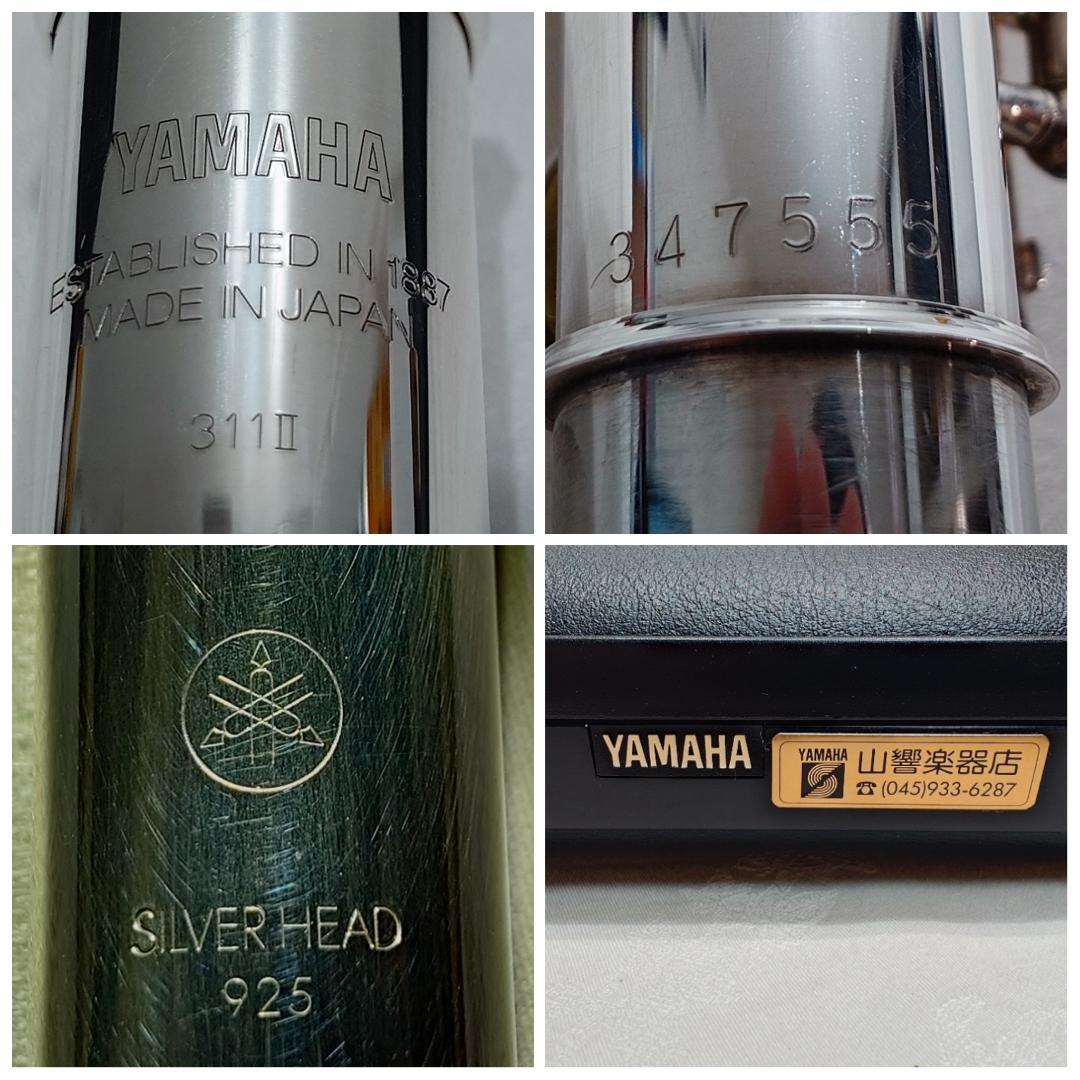 YAMAHA
ESTABLISHED IN 1887
MADE IN JAPAN
311II
347555
SILVER HEAD
925
YAMAHA
YAMAHA
山響楽器店
☎(045)933-6287